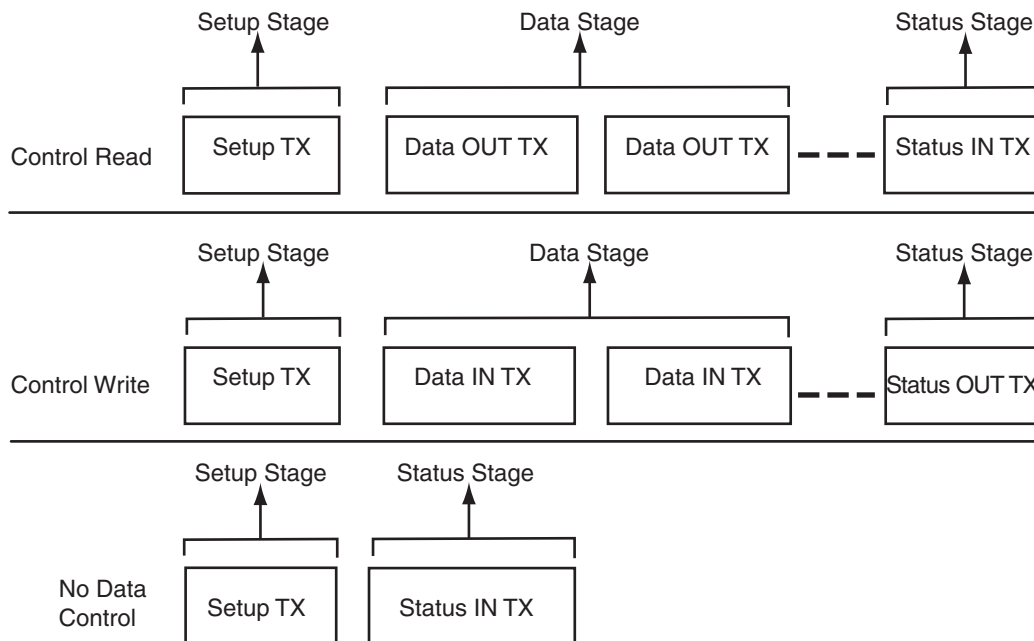 Setup Stage Data Stage Status Stage
Control Read Setup TX Data OUT TX Data OUT TX Status IN TX
Setup Stage Data Stage Status Stage
Control Write Setup TX Data IN TX Data IN TX Status OUT TX
Setup Stage Status Stage
No Data
Control Setup TX Status IN TX